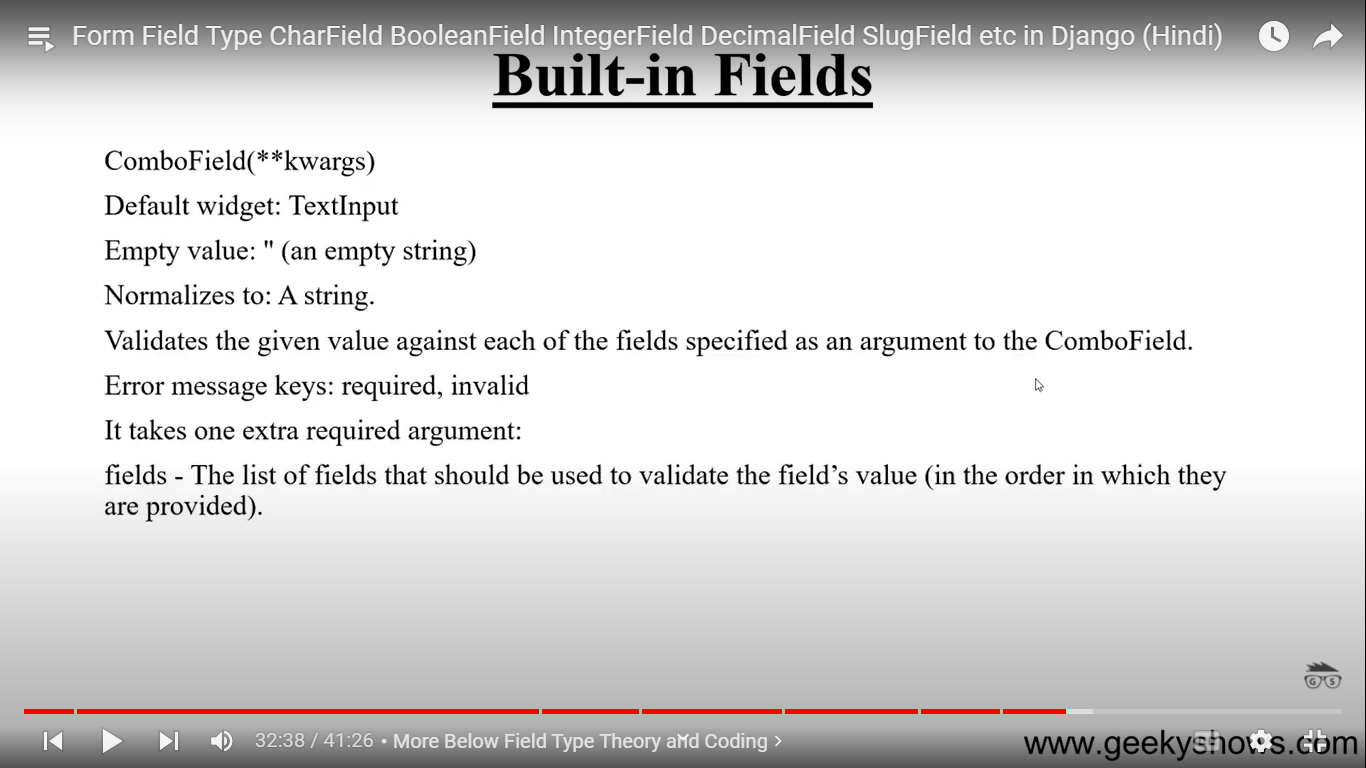 Form Field Type CharField BooleanField IntegerField DecimalField SlugField etc in Django (Hindi)
Built-in Fields
ComboField(**kwargs)
Default widget: TextInput
Empty value: '' (an empty string)
Normalizes to: A string.
Validates the given value against each of the fields specified as an argument to the ComboField.
Error message keys: required, invalid
It takes one extra required argument:
fields - The list of fields that should be used to validate the field’s value (in the order in which they
are provided).
G S
32:38 / 41:26 • More Below Field Type Theory and Coding
www.geekyshows.com